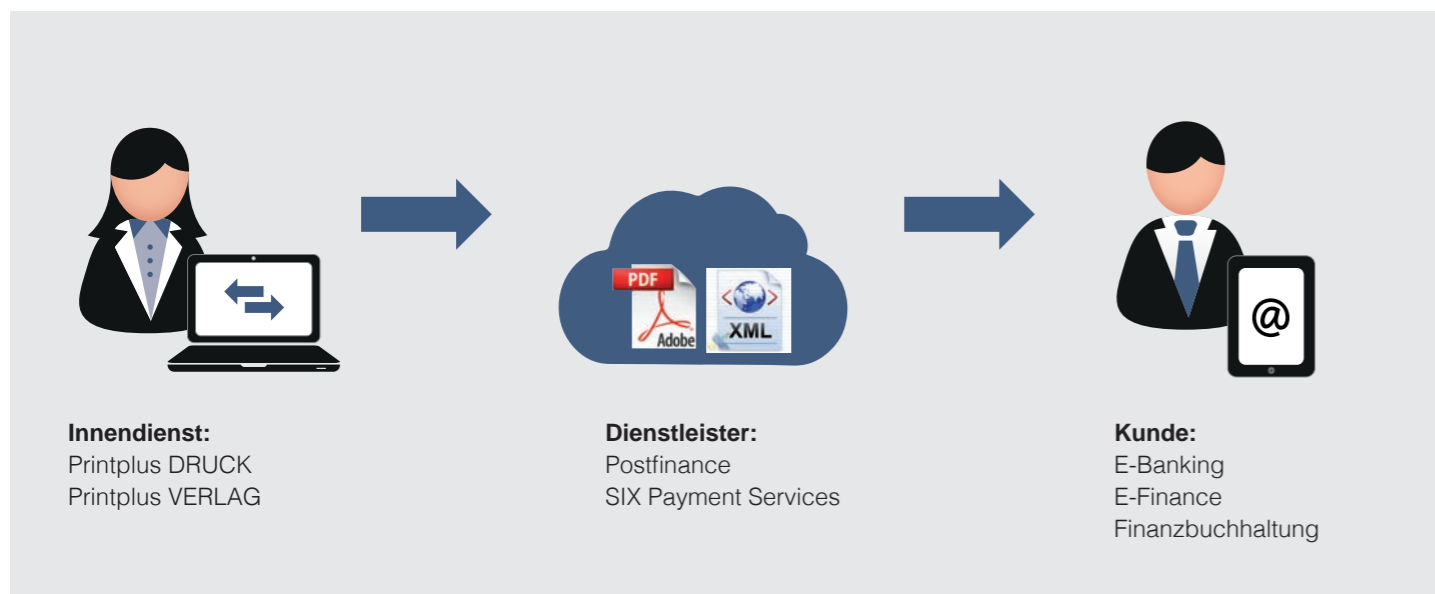 PDF
Adobe
< >
XML
@
Innendienst:
Printplus DRUCK
Printplus VERLAG
Dienstleister:
Postfinance
SIX Payment Services
Kunde:
E-Banking
E-Finance
Finanzbuchhaltung